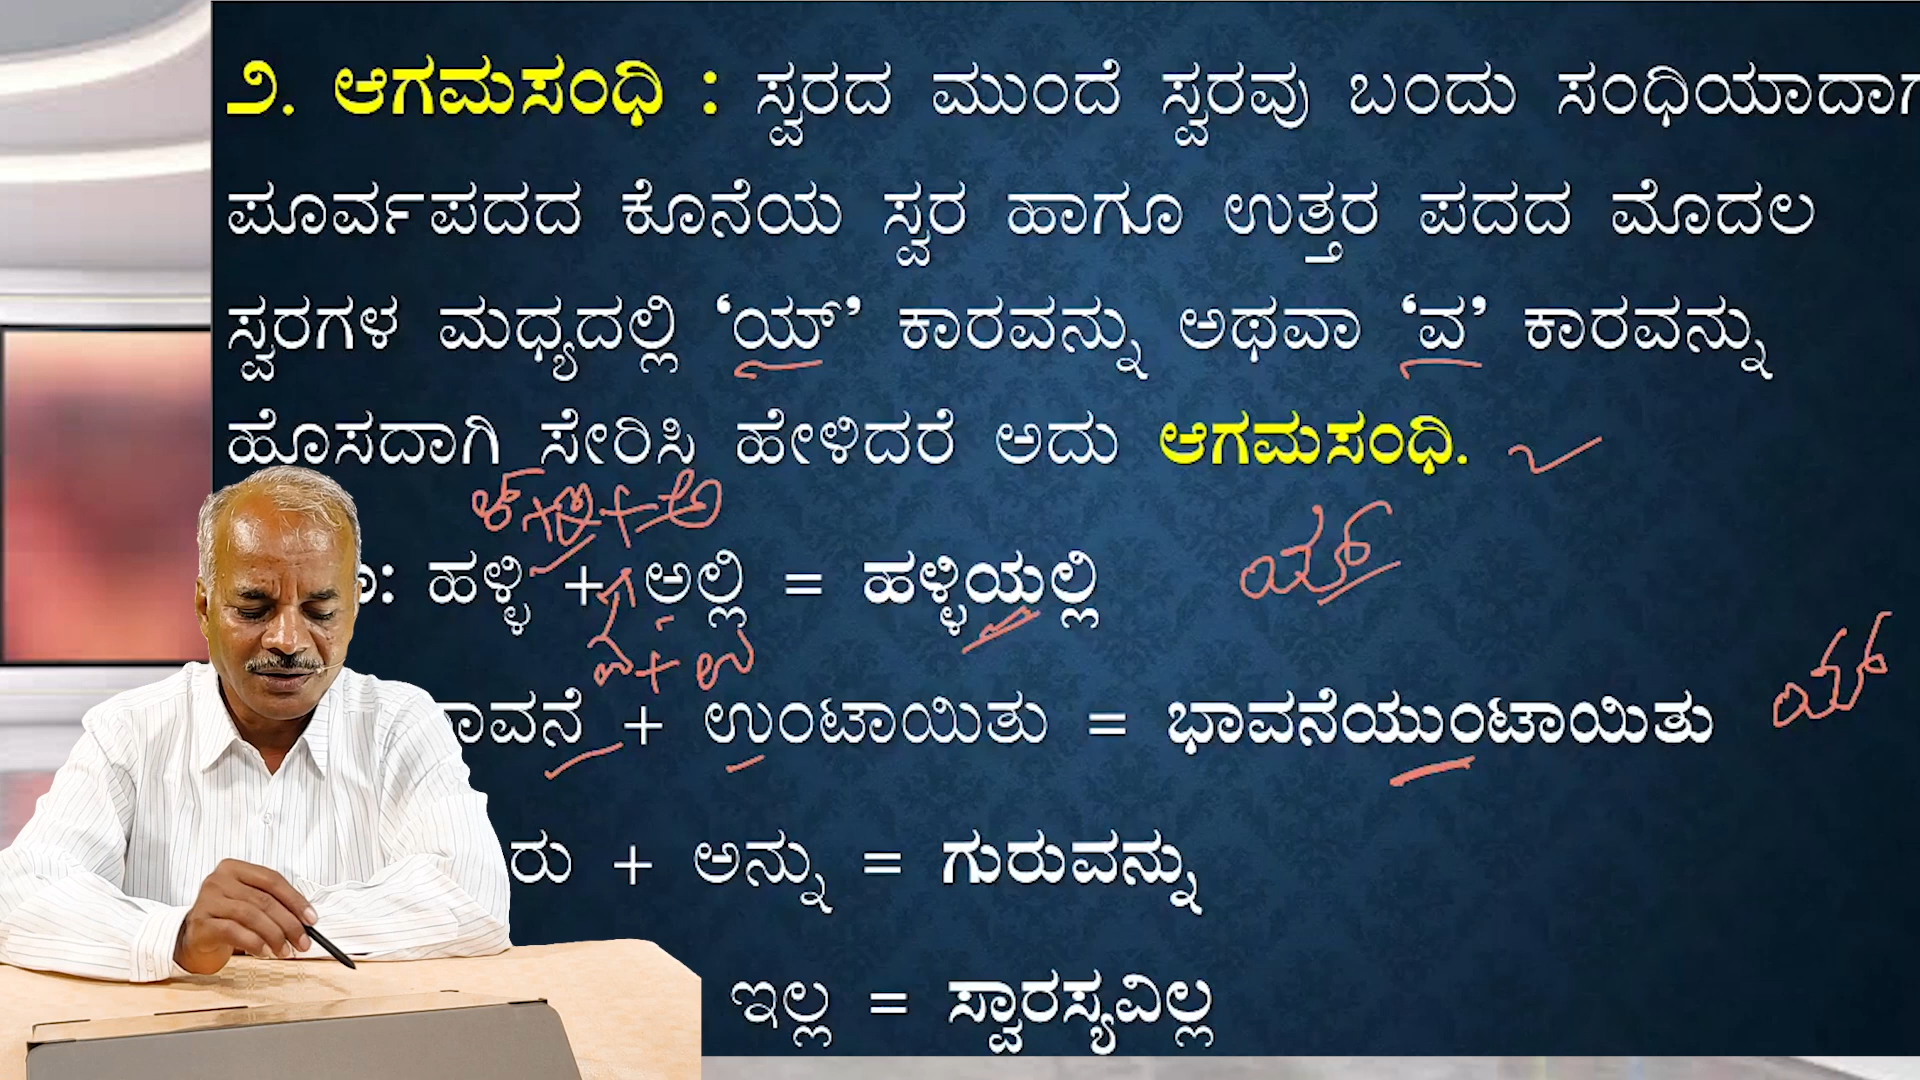 ೨. ಆಗಮಸಂಧಿ : ಸ್ವರದ ಮುಂದೆ ಸ್ವರವು ಬಂದು
ಪೂರ್ವಪದದ ಕೊನೆಯ ಸ್ವರ ಹಾಗೂ ಉತ್ತರ ಪದದ ಮೊದಲ
ಸ್ವರಗಳ ಮಧ್ಯದಲ್ಲಿ ‘ಯ್’ ಕಾರವನ್ನು ಅಥವಾ ‘ವ’ ಕಾರವನ್ನು
ಹೊಸದಾಗಿ ಸೇರಿಸಿ ಹೇಳಿದರೆ ಅದು ಆಗಮಸಂಧಿ.
ಹಳ್ಳಿ + ಅಲ್ಲಿ = ಹಳ್ಳಿಯಲ್ಲಿ ಯ್
+ ಉಂಟಾಯಿತು = ಭಾವನೆಯುಂಟಾಯಿತು ಯ್
+ ಅನ್ನು = ಗುರುವನ್ನು
ಇಲ್ಲ = ಸ್ವಾರಸ್ಯವಿಲ್ಲ